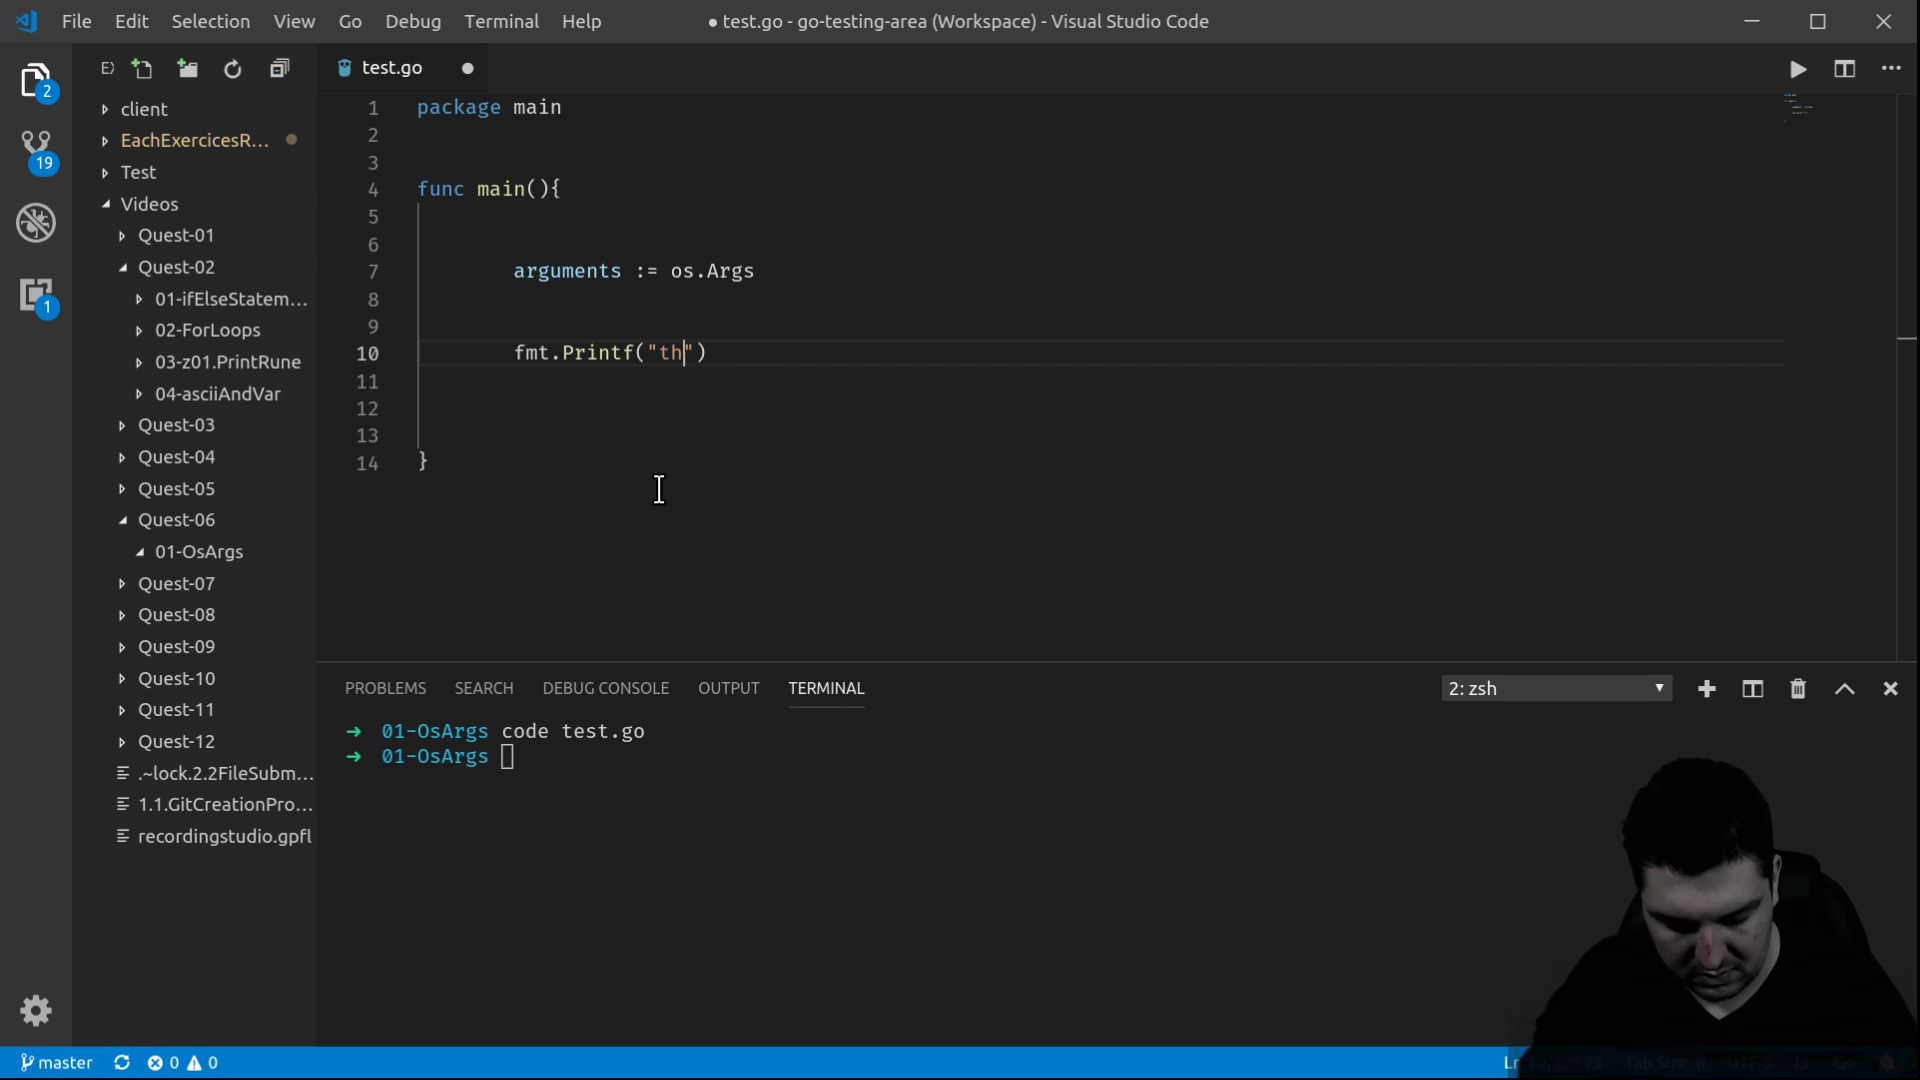 File Edit Selection View Go Debug Terminal Help ● test.go - go-testing-area (Workspace) - Visual Studio Code
test.go
2
19
1
client
EachExercicesR...
Test
Videos
Quest-01
Quest-02
01-ifElseStatem...
02-ForLoops
03-z01.PrintRune
04-asciiAndVar
Quest-03
Quest-04
Quest-05
Quest-06
01-OsArgs
Quest-07
Quest-08
Quest-09
Quest-10
Quest-11
Quest-12
.~lock.2.2FileSubm...
1.1.GitCreationPro...
recordingstudio.gpfl
1 package main
2
3
4 func main(){
5
6
7 arguments := os.Args
8
9
10 fmt.Printf("th")
11
12
13
14 }
PROBLEMS SEARCH DEBUG CONSOLE OUTPUT TERMINAL 2: zsh
➜ 01-OsArgs code test.go
➜ 01-OsArgs
master 0 0